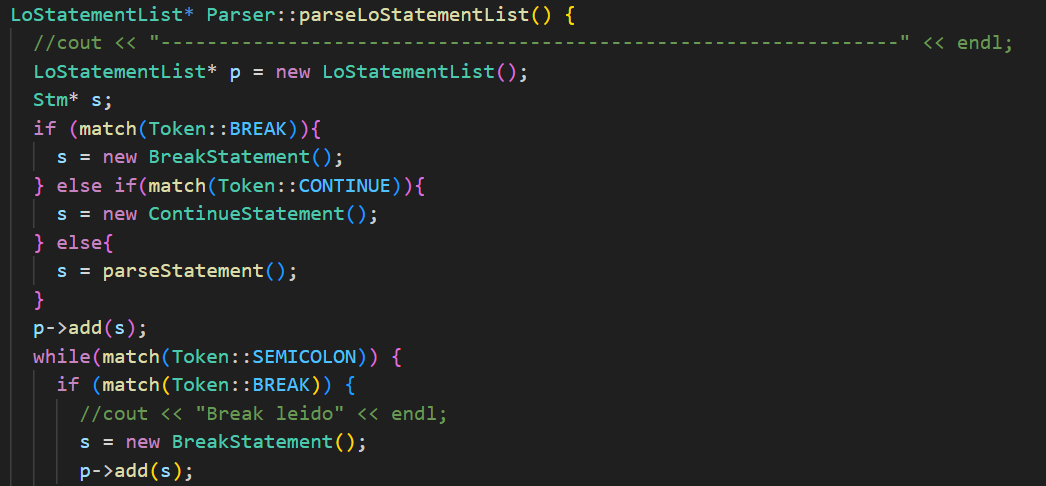 LoStatementList* Parser::parseLoStatementList() {
//cout << "----------------------------------------------------------------" << endl;
LoStatementList* p = new LoStatementList();
Stm* s;
if (match(Token::BREAK)){
s = new BreakStatement();
} else if(match(Token::CONTINUE)){
s = new ContinueStatement();
} else{
s = parseStatement();
}
p->add(s);
while(match(Token::SEMICOLON)) {
if (match(Token::BREAK)) {
//cout << "Break leido" << endl;
s = new BreakStatement();
p->add(s);